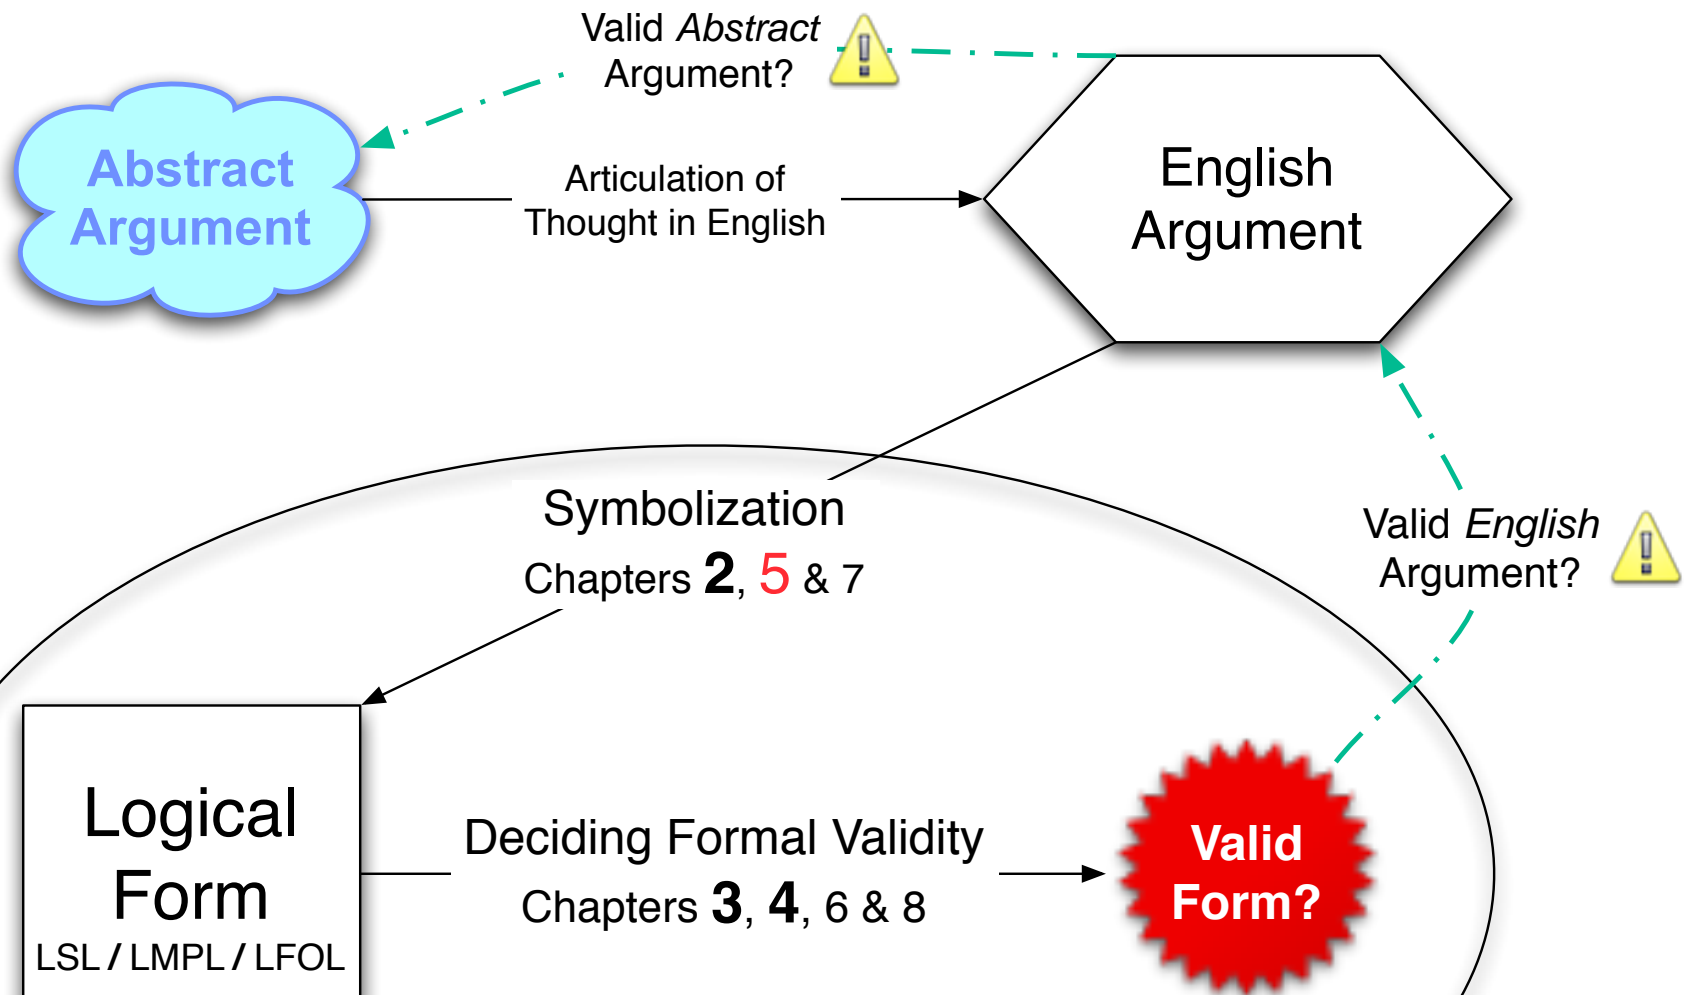 Valid Abstract
Argument?
Abstract
Argument
Articulation of
Thought in English
English
Argument
Symbolization
Chapters 2, 5 & 7
Valid English
Argument?
Logical
Form
LSL / LMPL / LFOL
Deciding Formal Validity
Chapters 3, 4, 6 & 8
Valid
Form?